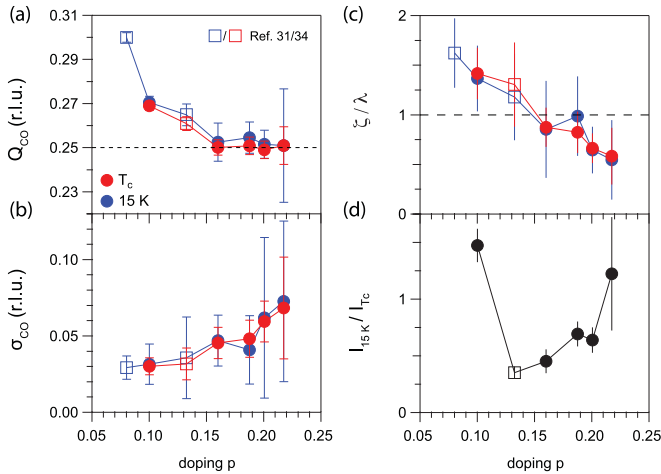 (a)
0.31
0.29
0.27
0.25
0.23
Q_CO (r.l.u.)
/ Ref. 31/34
T_c
15 K
(b)
0.10
0.05
0.00
σ_CO (r.l.u.)
0.05 0.10 0.15 0.20 0.25
doping p
(c)
2
1
0
ζ / λ
(d)
1
0
I_15 K / I_Tc
0.05 0.10 0.15 0.20 0.25
doping p